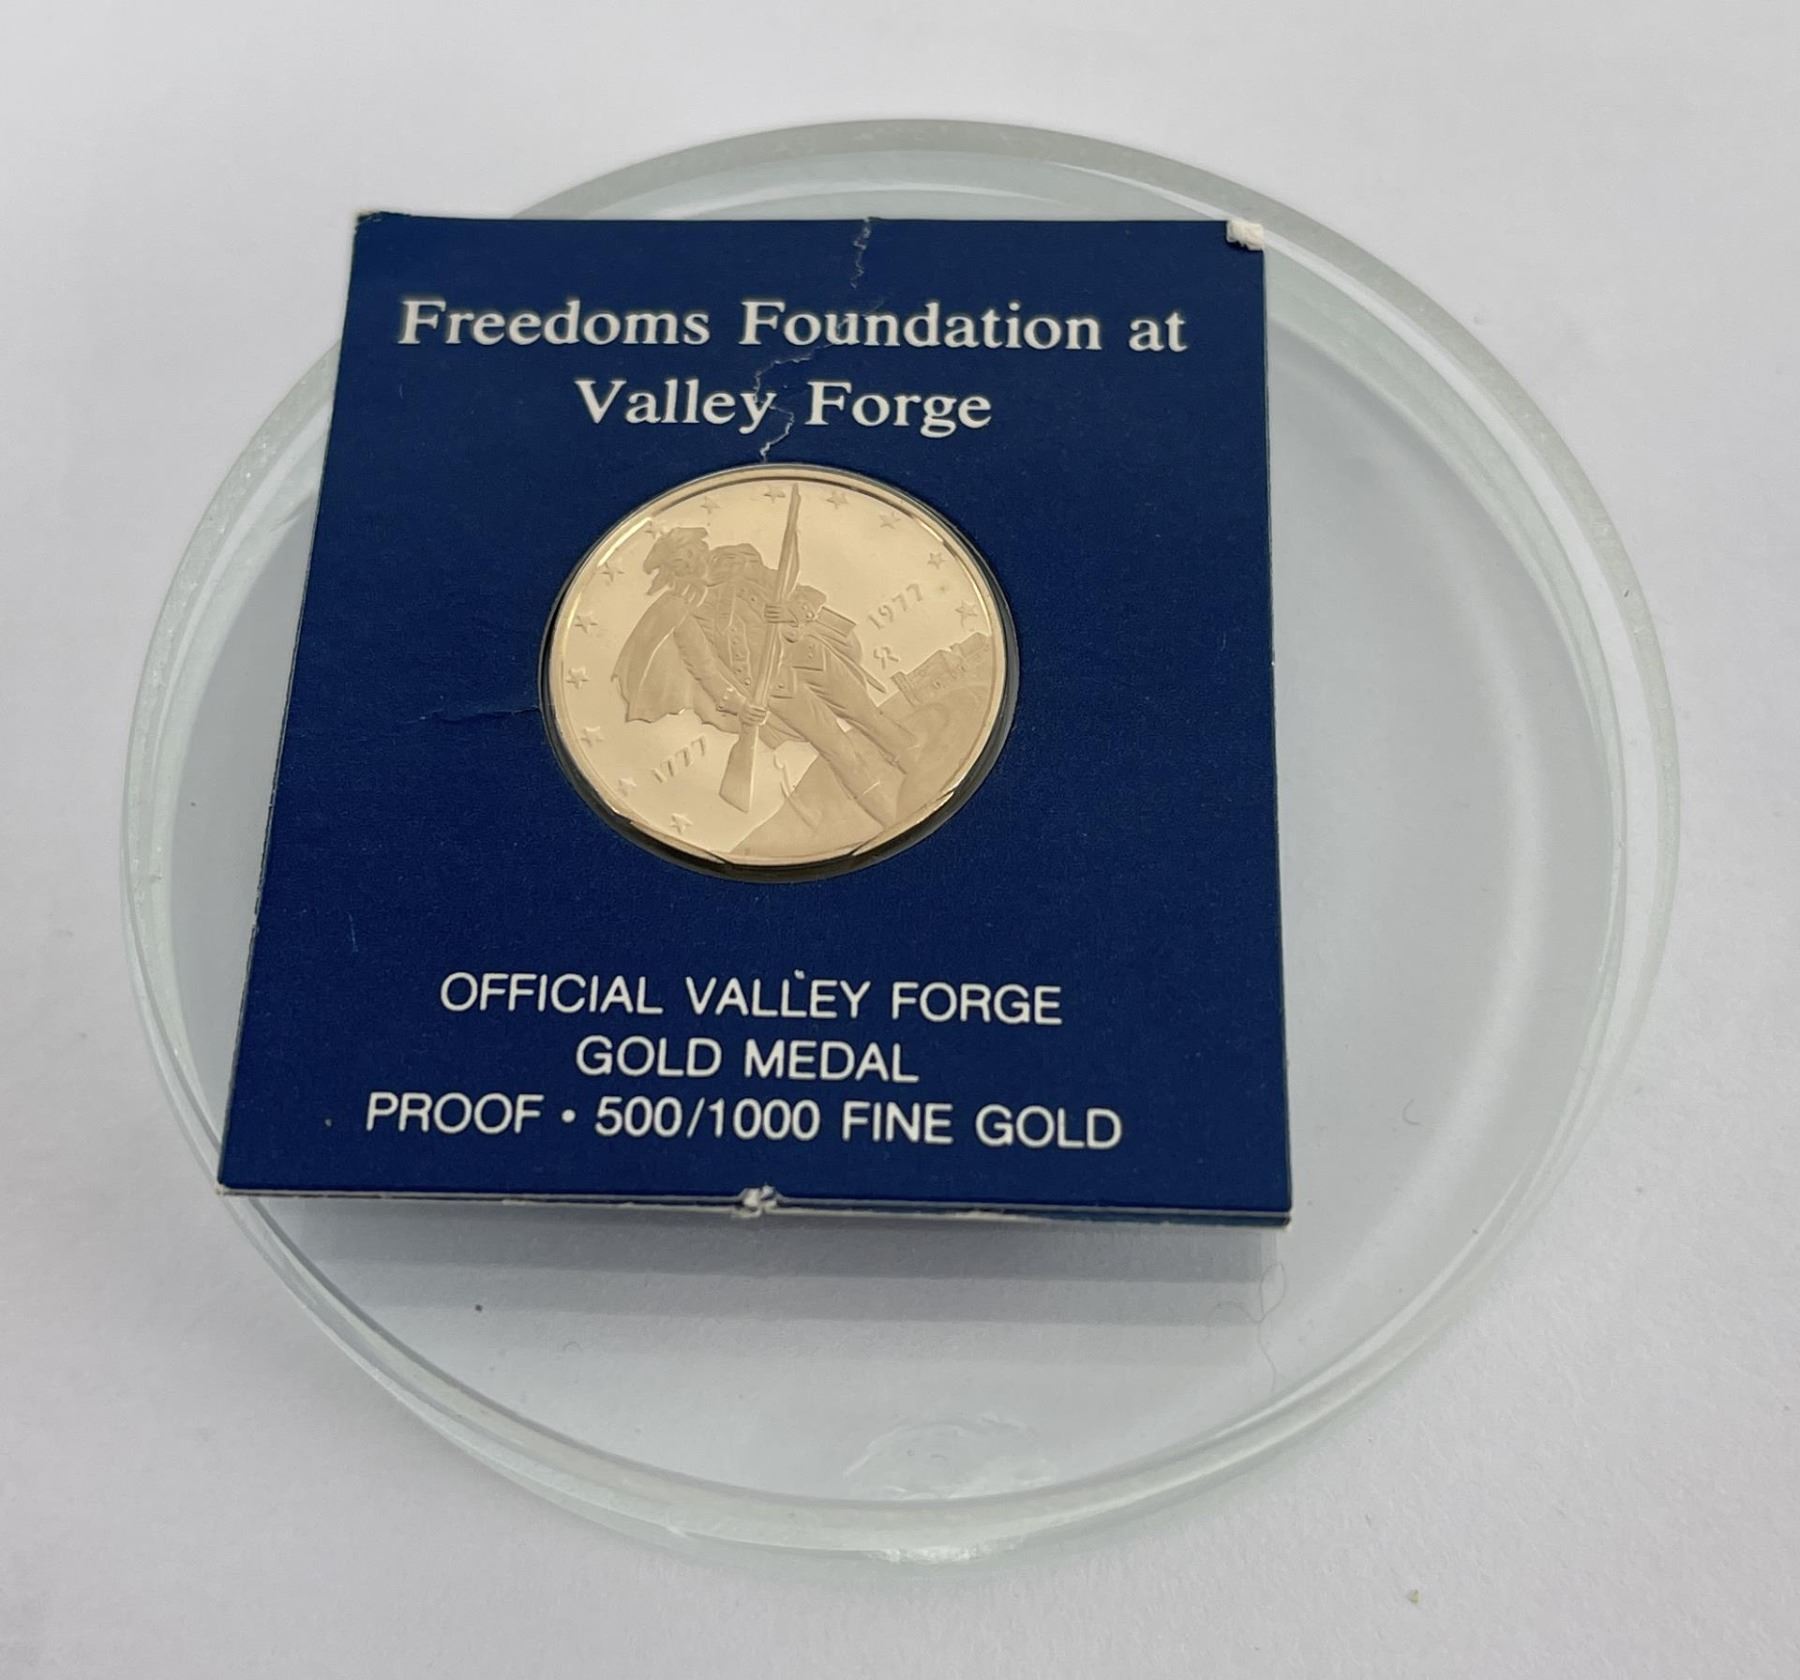 Freedoms Foundation at
Valley Forge
1977
1777
OFFICIAL VALLEY FORGE
GOLD MEDAL
PROOF • 500/1000 FINE GOLD